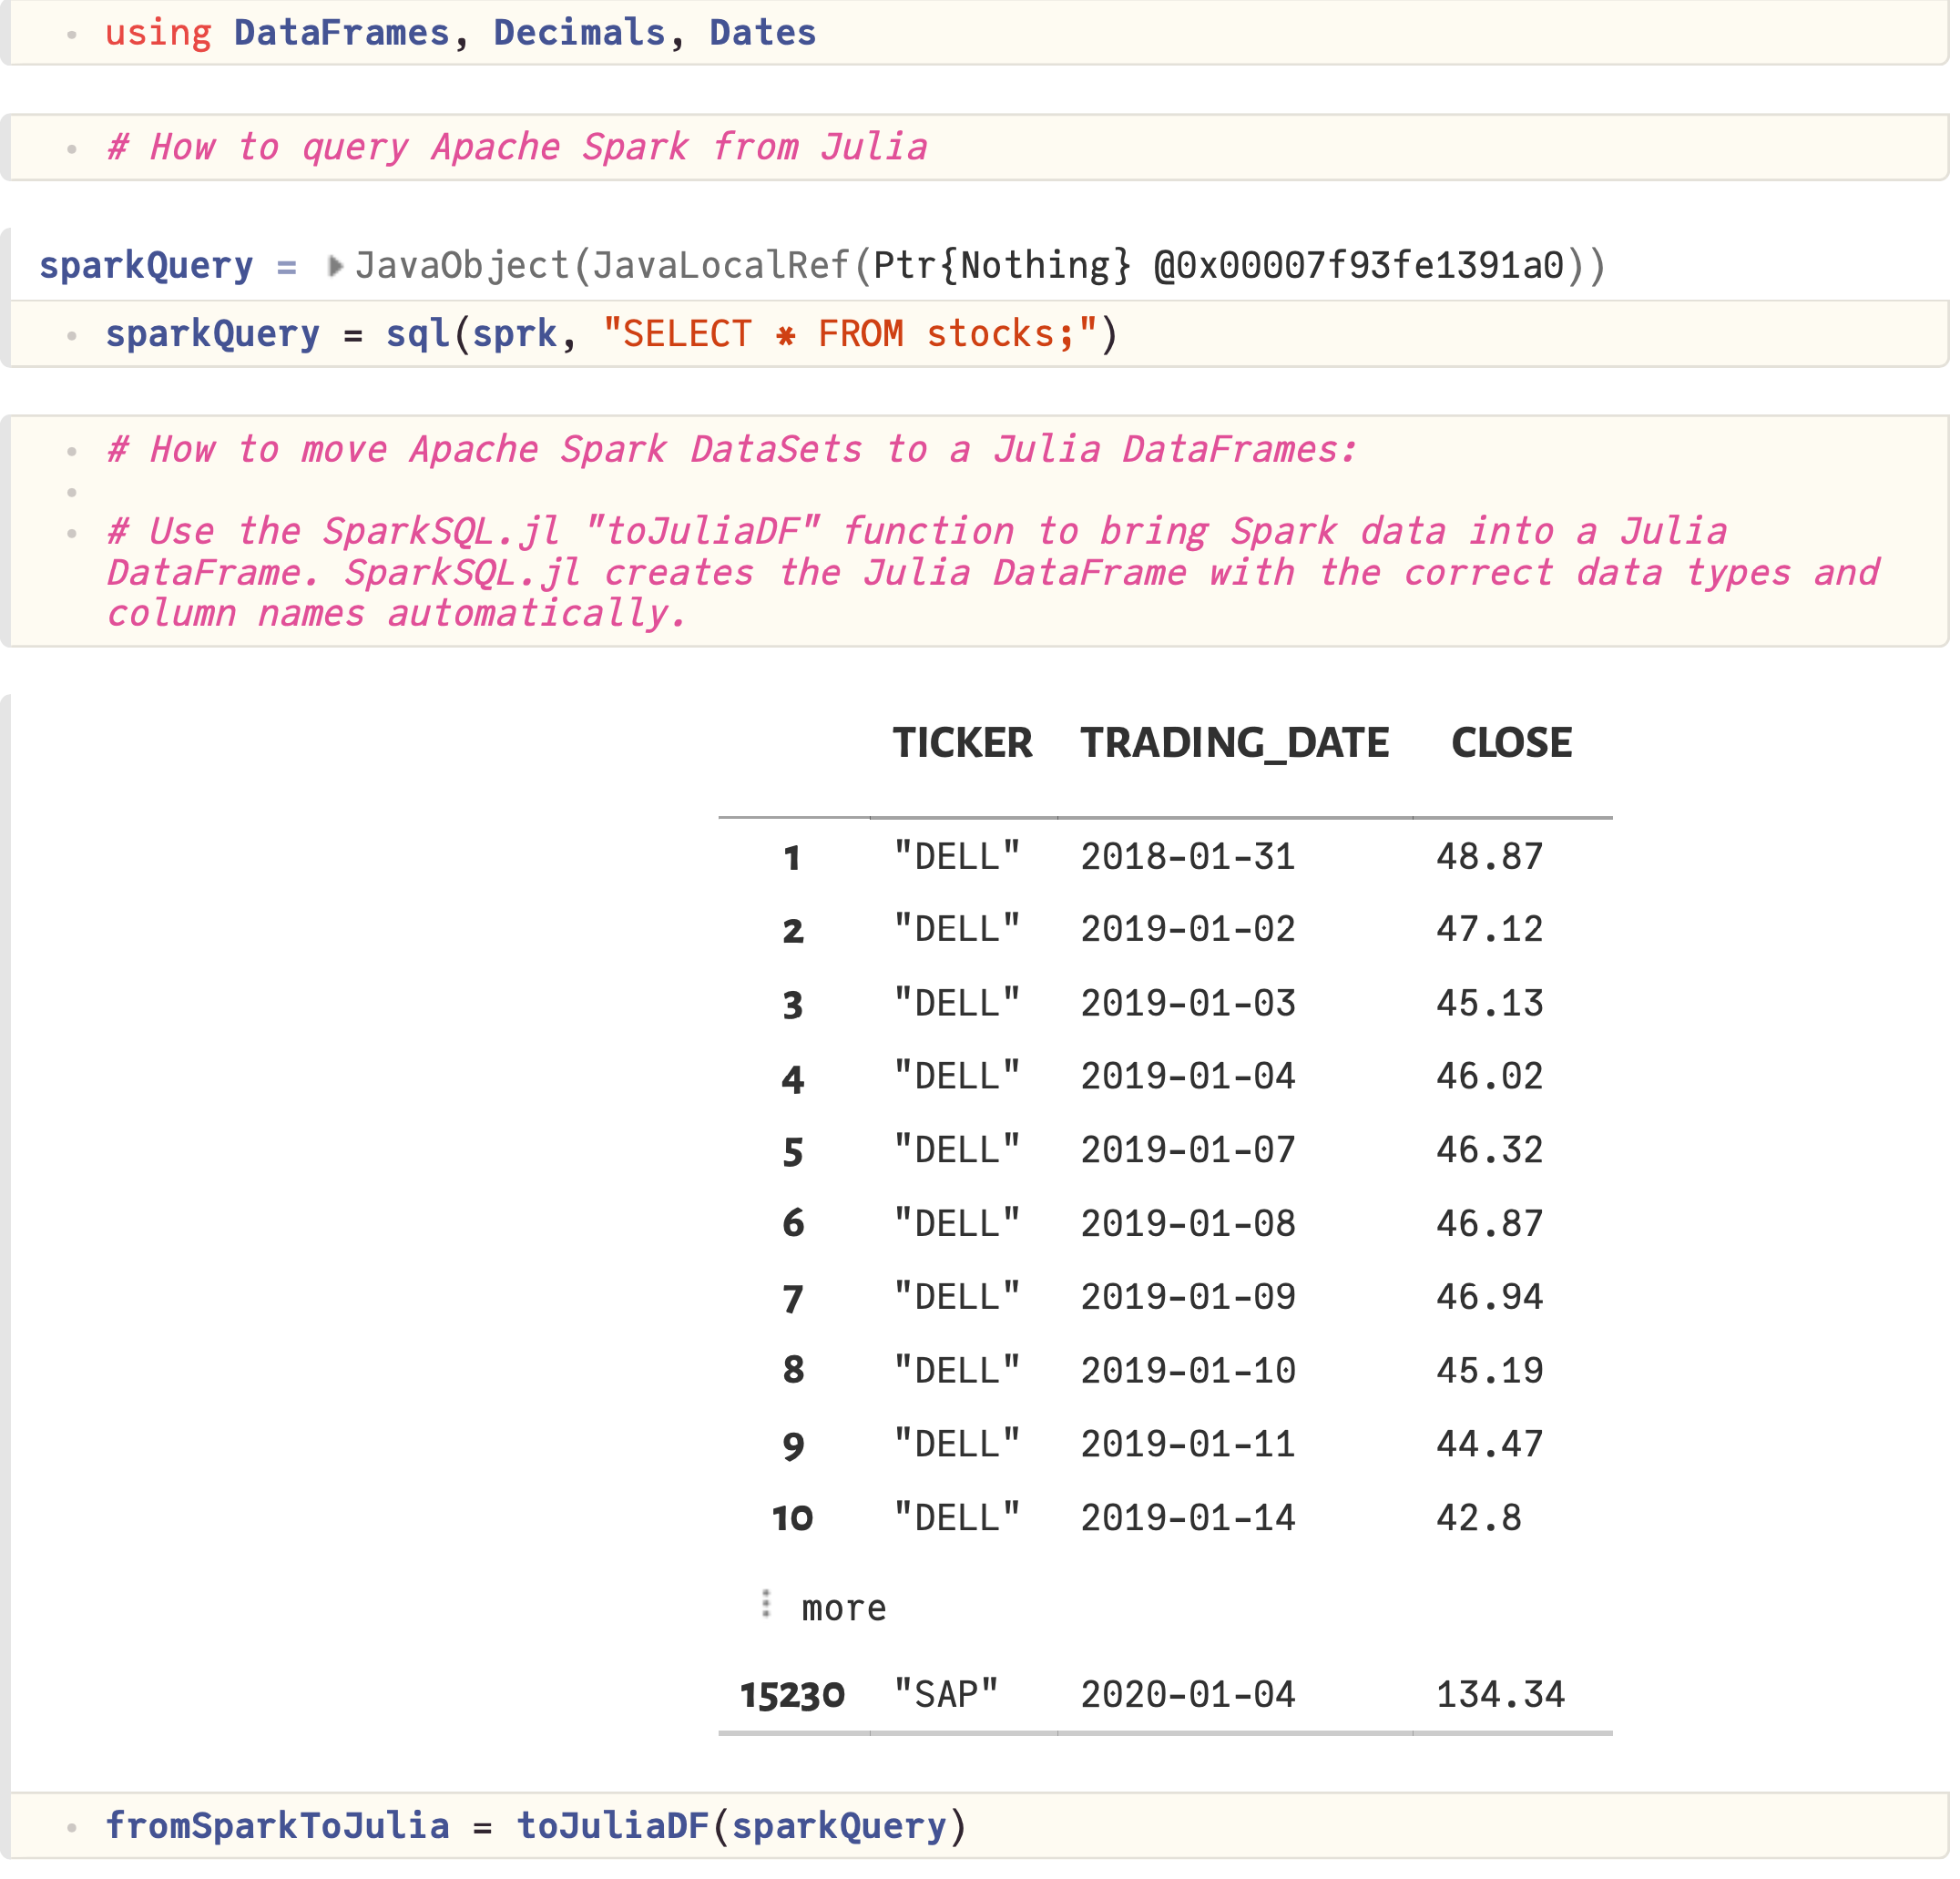 using DataFrames, Decimals, Dates
# How to query Apache Spark from Julia
sparkQuery = JavaObject(JavaLocalRef(Ptr{Nothing} @0x00007f93fe1391a0))
sparkQuery = sql(sprk, "SELECT * FROM stocks;")
# How to move Apache Spark DataSets to a Julia DataFrames:
# Use the SparkSQL.jl "toJuliaDF" function to bring Spark data into a Julia
DataFrame. SparkSQL.jl creates the Julia DataFrame with the correct data types and
column names automatically.
TICKER TRADING_DATE CLOSE
1 "DELL" 2018-01-31 48.87
2 "DELL" 2019-01-02 47.12
3 "DELL" 2019-01-03 45.13
4 "DELL" 2019-01-04 46.02
5 "DELL" 2019-01-07 46.32
6 "DELL" 2019-01-08 46.87
7 "DELL" 2019-01-09 46.94
8 "DELL" 2019-01-10 45.19
9 "DELL" 2019-01-11 44.47
10 "DELL" 2019-01-14 42.8
more
15230 "SAP" 2020-01-04 134.34
fromSparkToJulia = toJuliaDF(sparkQuery)